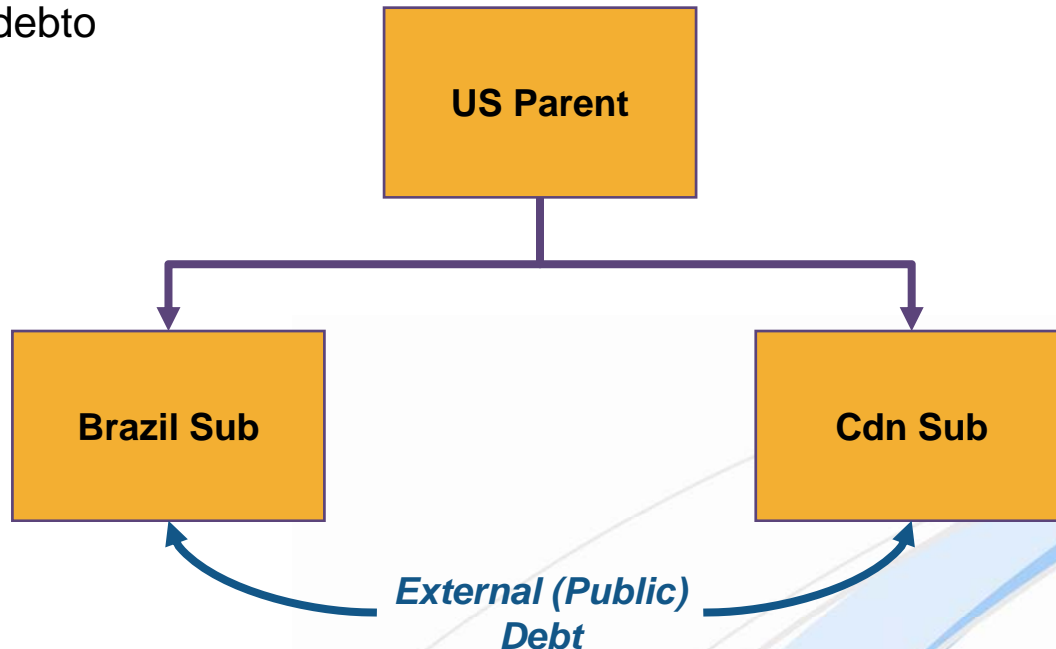 debto
US Parent
Brazil Sub
Cdn Sub
External (Public)
Debt